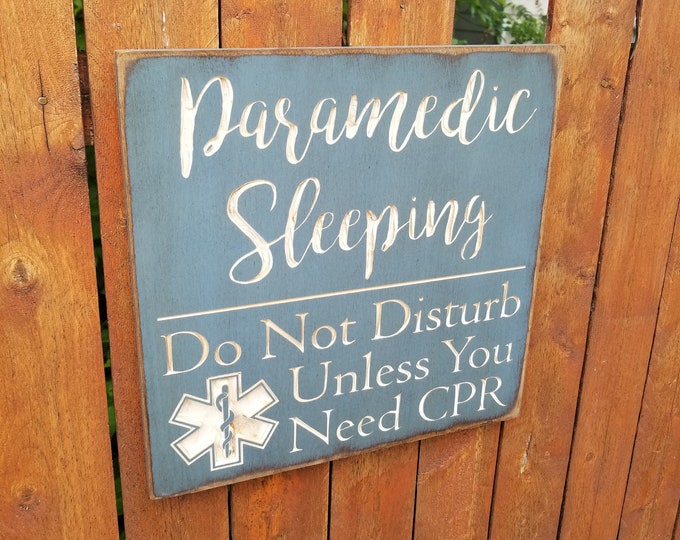 Paramedic
Sleeping
Do Not Disturb
Unless You
Need CPR